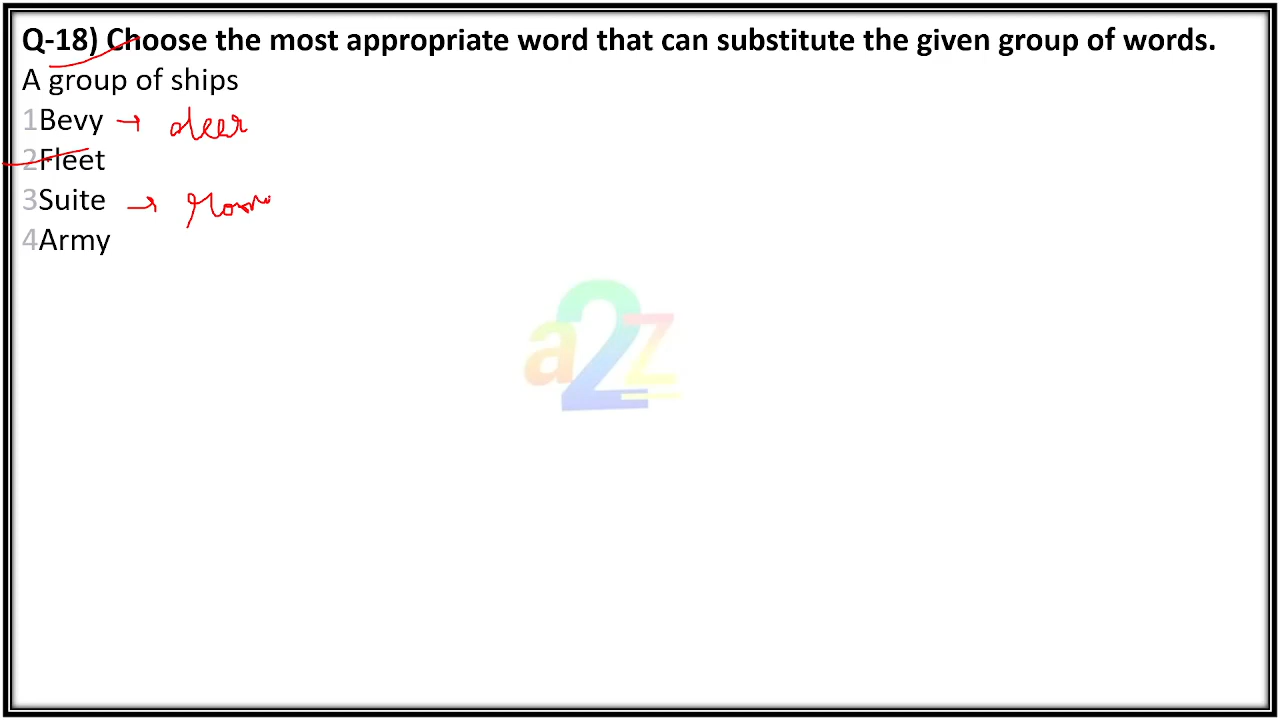 Q-18) Choose the most appropriate word that can substitute the given group of words.
A group of ships
1Bevy → deer
2Fleet
3Suite → room
4Army
a2z